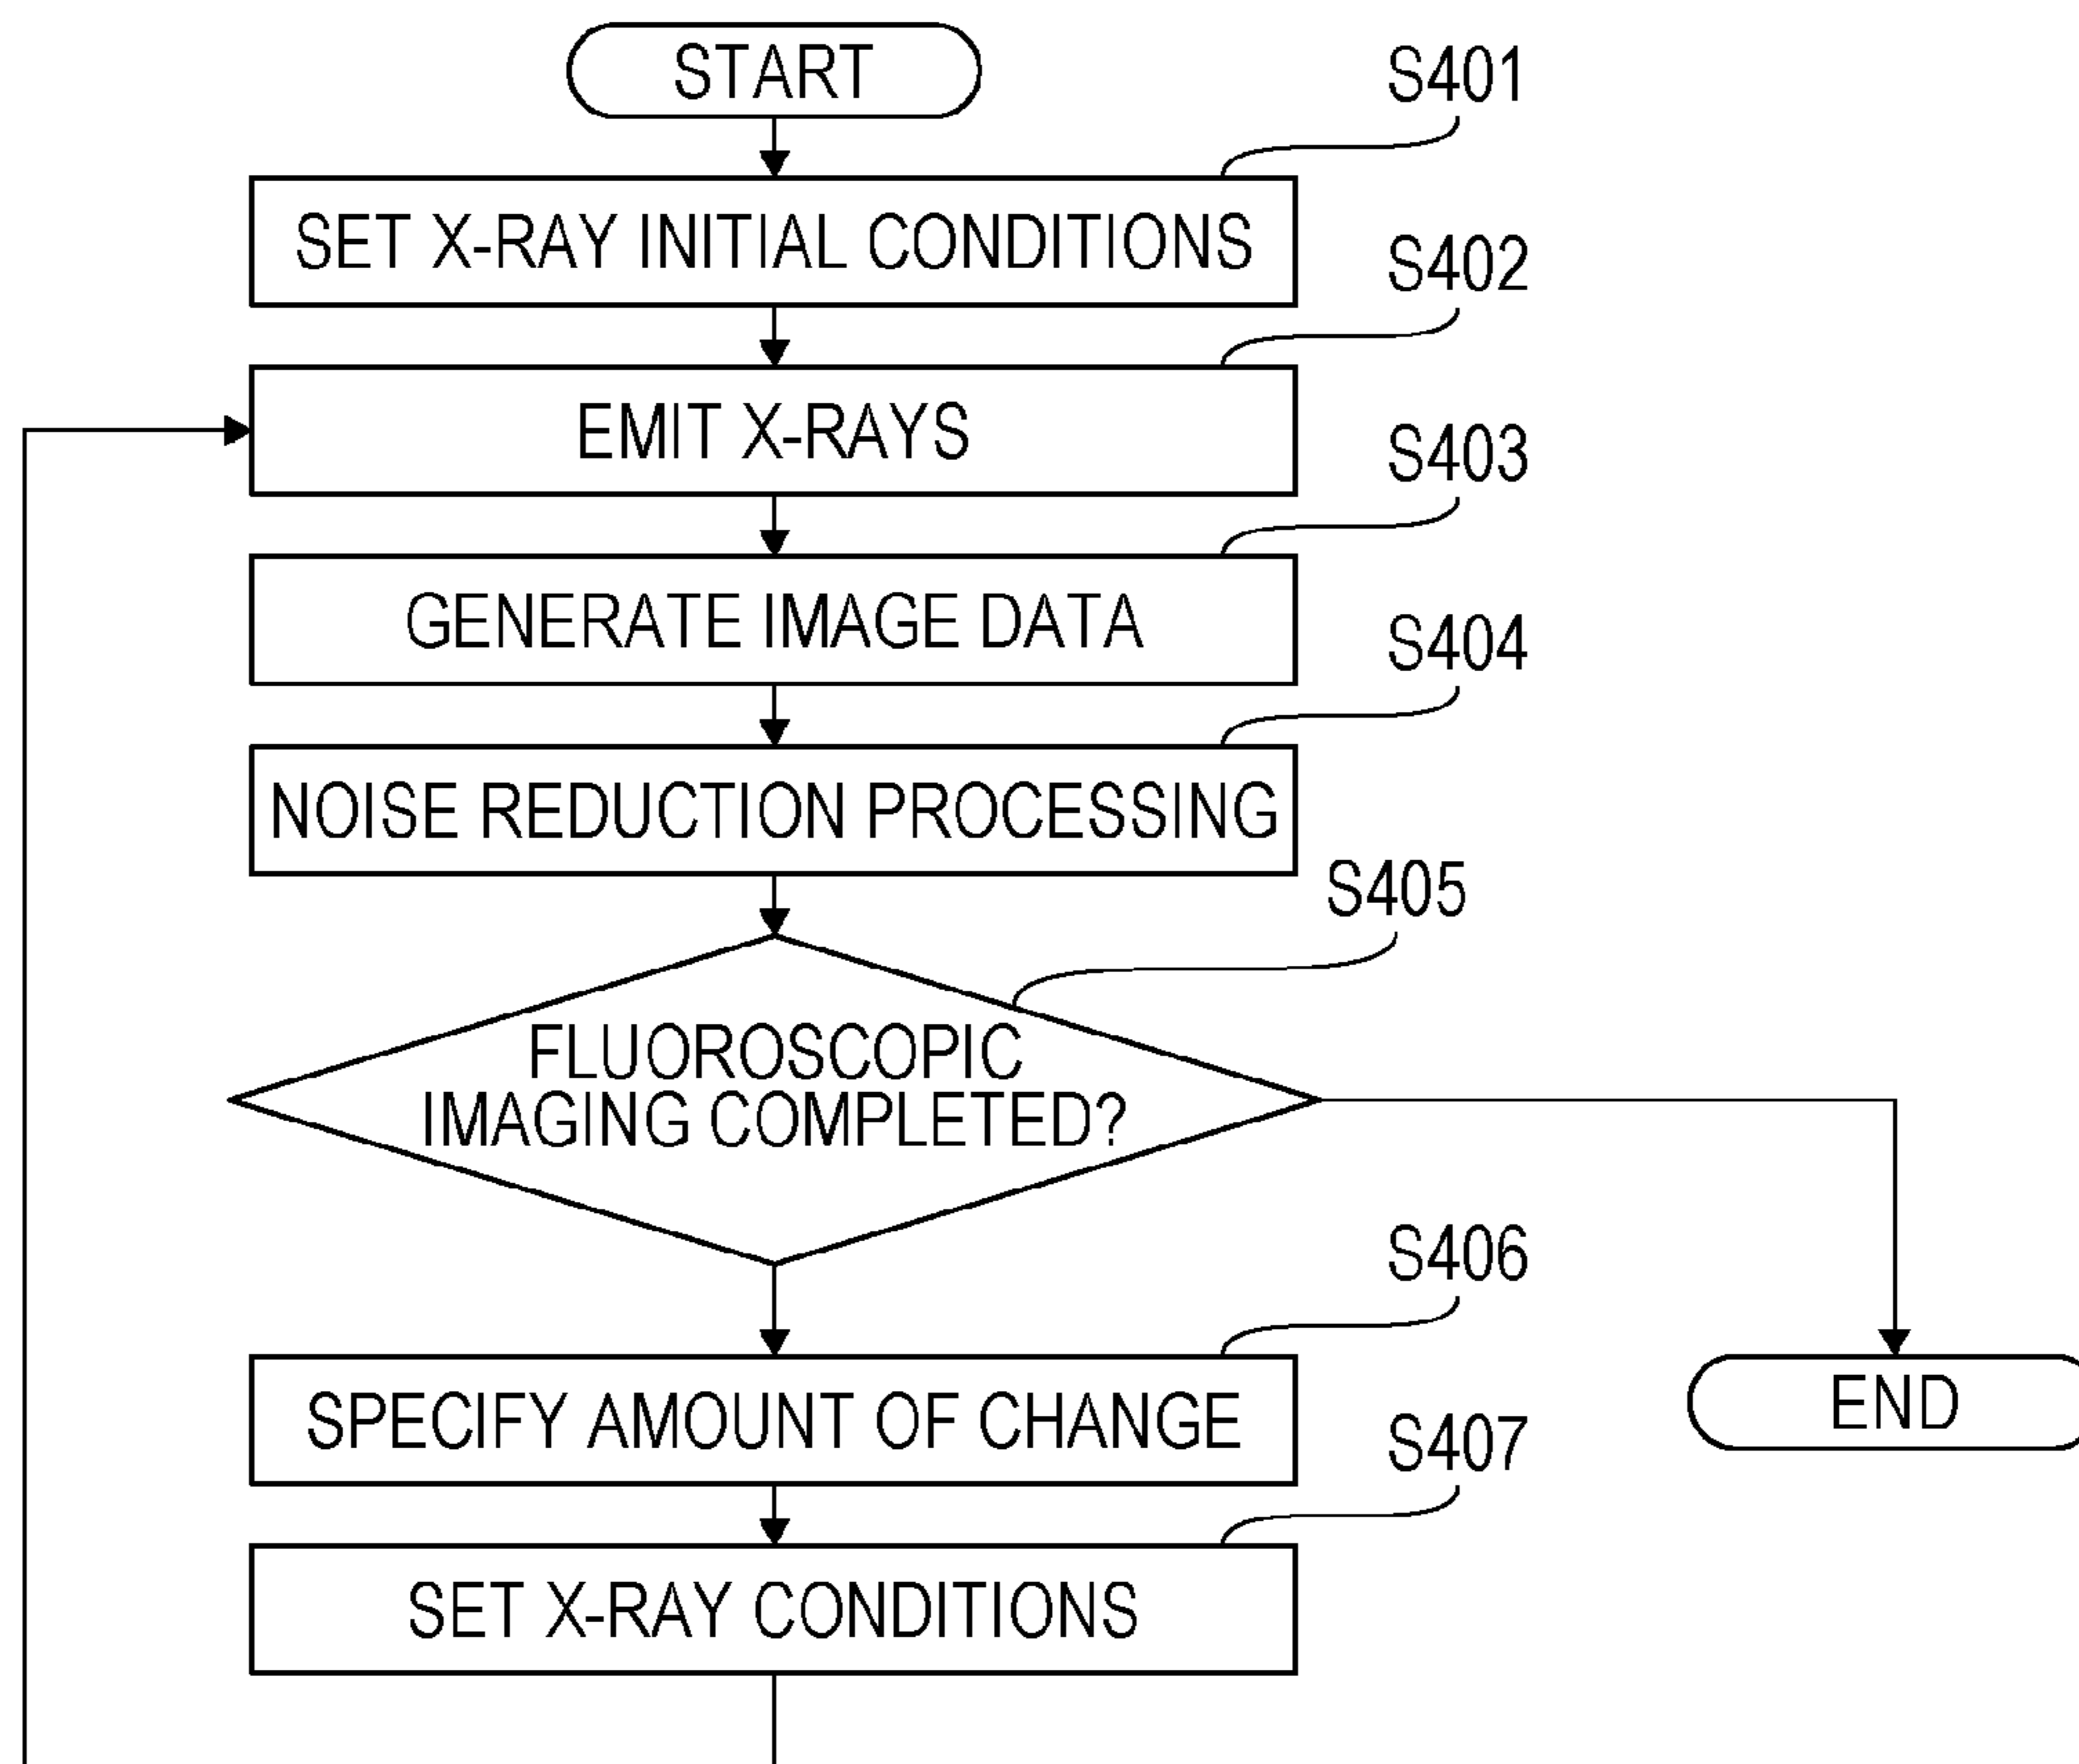 START
S401
SET X-RAY INITIAL CONDITIONS
S402
EMIT X-RAYS
S403
GENERATE IMAGE DATA
S404
NOISE REDUCTION PROCESSING
S405
FLUOROSCOPIC
IMAGING COMPLETED?
S406
SPECIFY AMOUNT OF CHANGE
END
S407
SET X-RAY CONDITIONS